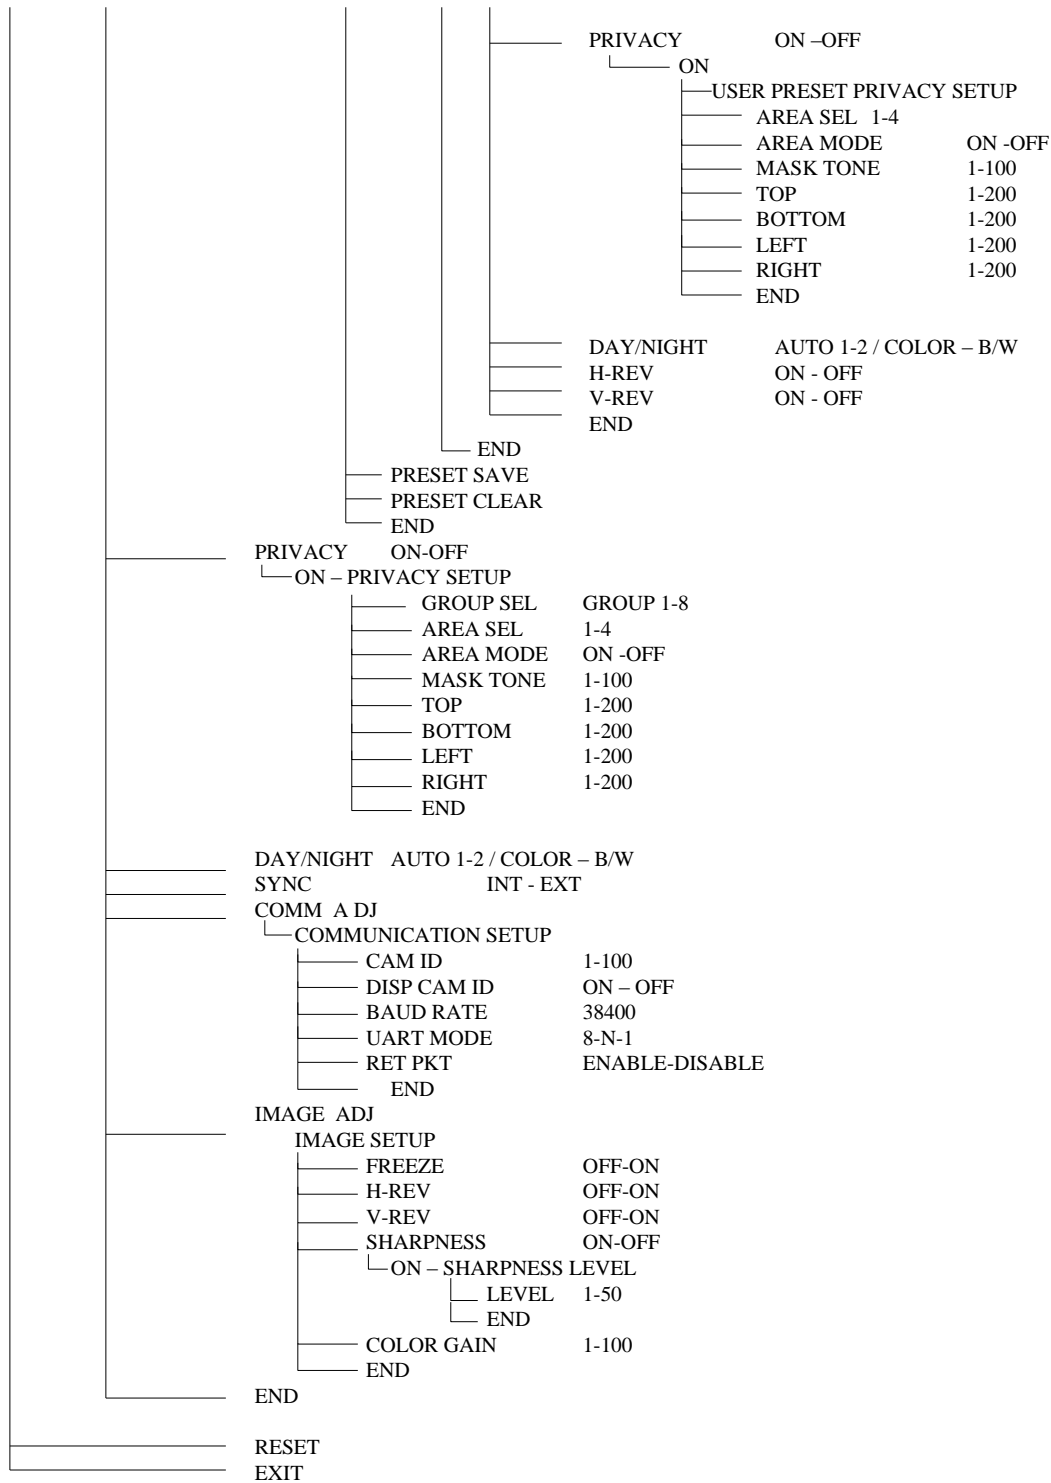 PRIVACY ON –OFF
ON
USER PRESET PRIVACY SETUP
AREA SEL 1-4
AREA MODE ON -OFF
MASK TONE 1-100
TOP 1-200
BOTTOM 1-200
LEFT 1-200
RIGHT 1-200
END
DAY/NIGHT AUTO 1-2 / COLOR – B/W
H-REV ON - OFF
V-REV ON - OFF
END
END
PRESET SAVE
PRESET CLEAR
END
PRIVACY ON-OFF
ON – PRIVACY SETUP
GROUP SEL GROUP 1-8
AREA SEL 1-4
AREA MODE ON -OFF
MASK TONE 1-100
TOP 1-200
BOTTOM 1-200
LEFT 1-200
RIGHT 1-200
END
DAY/NIGHT AUTO 1-2 / COLOR – B/W
SYNC INT - EXT
COMM A DJ
COMMUNICATION SETUP
CAM ID 1-100
DISP CAM ID ON – OFF
BAUD RATE 38400
UART MODE 8-N-1
RET PKT ENABLE-DISABLE
END
IMAGE ADJ
IMAGE SETUP
FREEZE OFF-ON
H-REV OFF-ON
V-REV OFF-ON
SHARPNESS ON-OFF
ON – SHARPNESS LEVEL
LEVEL 1-50
END
COLOR GAIN 1-100
END
END
RESET
EXIT